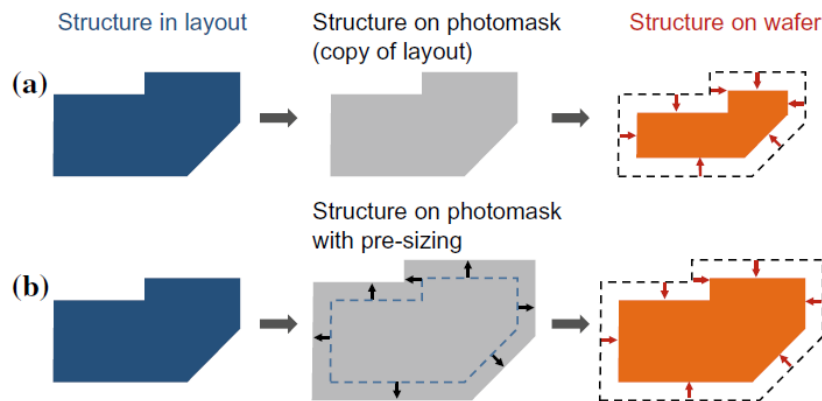 Structure in layout
Structure on photomask
(copy of layout)
Structure on wafer
(a)
Structure on photomask
with pre-sizing
(b)